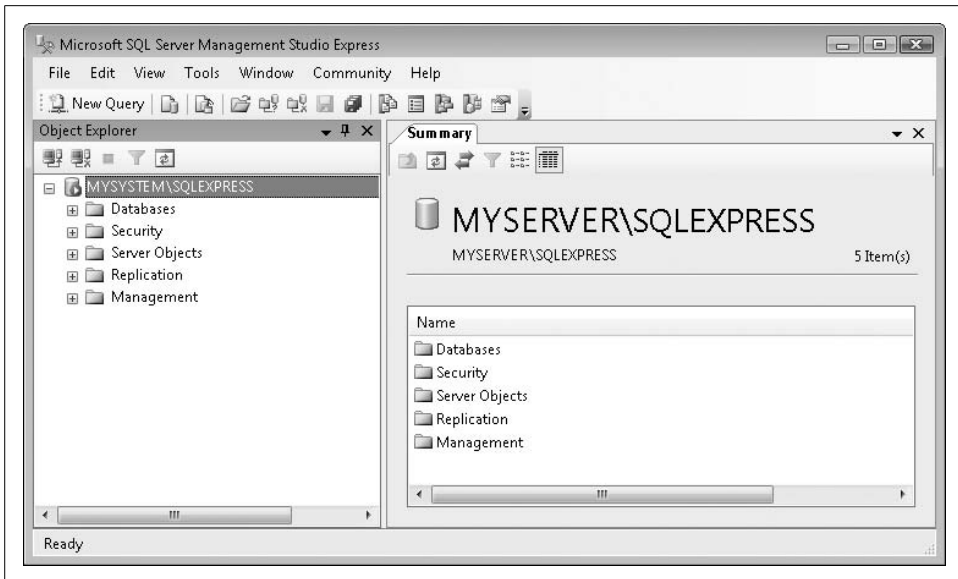 Microsoft SQL Server Management Studio Express
File Edit View Tools Window Community Help
New Query
Object Explorer
MYSYSTEM\SQLEXPRESS
Databases
Security
Server Objects
Replication
Management
Summary
MYSERVER\SQLEXPRESS
MYSERVER\SQLEXPRESS 5 Item(s)
Name
Databases
Security
Server Objects
Replication
Management
Ready